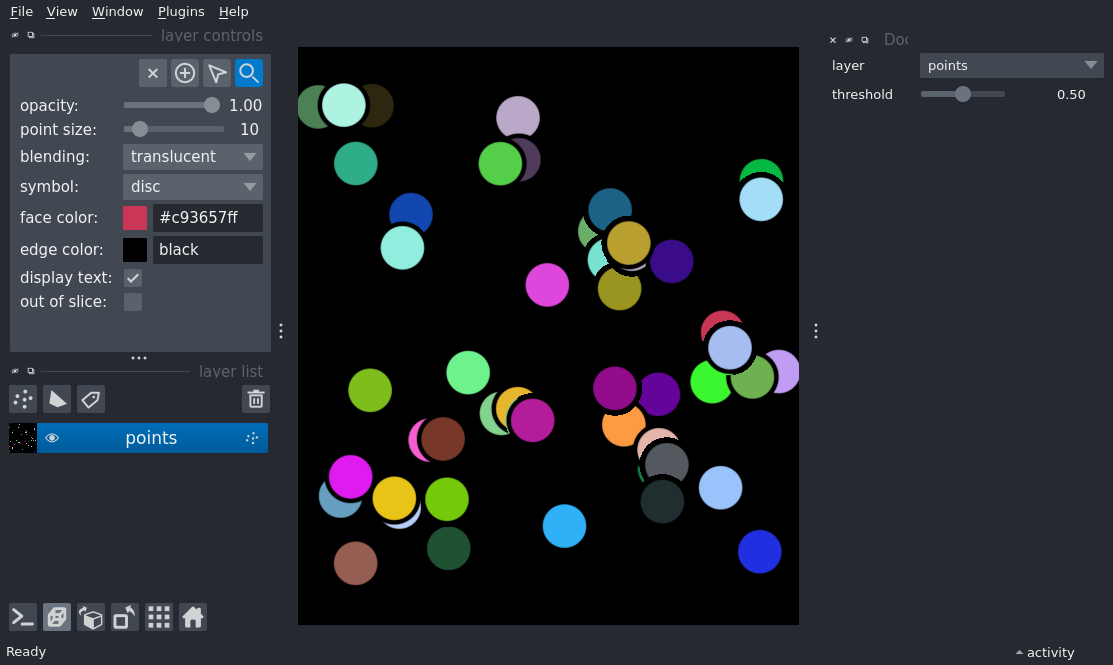 File View Window Plugins Help
layer controls
opacity: 1.00
point size: 10
blending: translucent
symbol: disc
face color: #c93657ff
edge color: black
display text:
out of slice:
layer list
points
Ready
layer points
threshold 0.50
activity